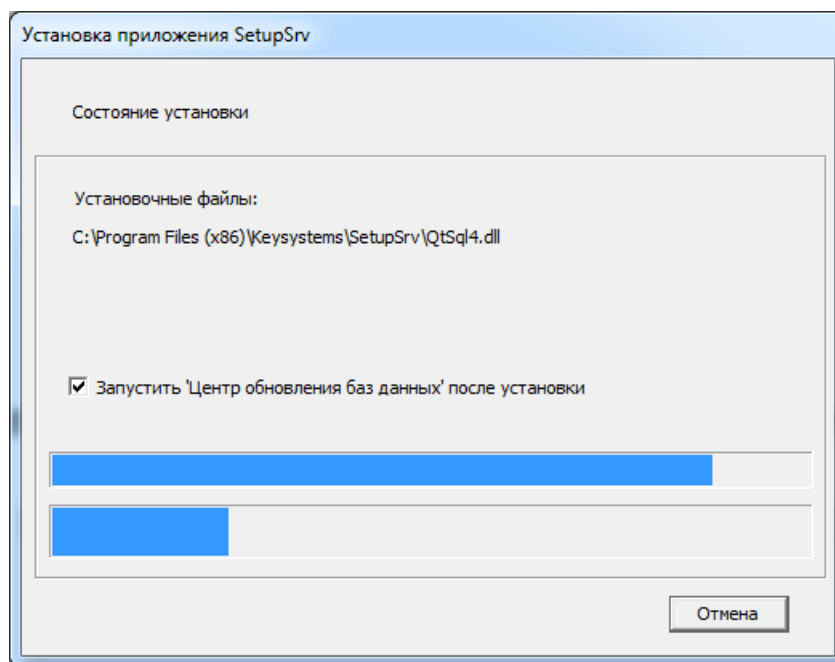 Установка приложения SetupSrv
Состояние установки
Установочные файлы:
C:\Program Files (x86)\Keysystems\SetupSrv\QtSql4.dll
Запустить 'Центр обновления баз данных' после установки
Отмена